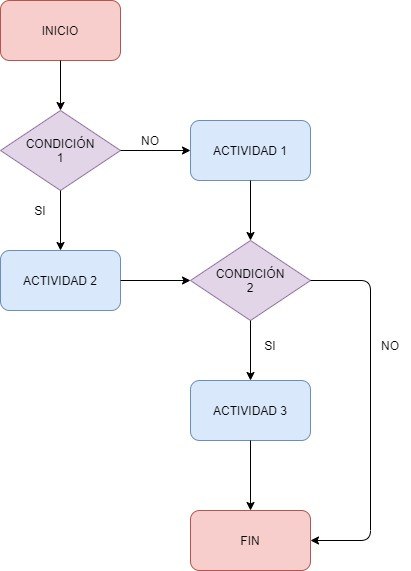 INICIO
CONDICIÓN
1
NO
ACTIVIDAD 1
SI
ACTIVIDAD 2
CONDICIÓN
2
SI
NO
ACTIVIDAD 3
FIN